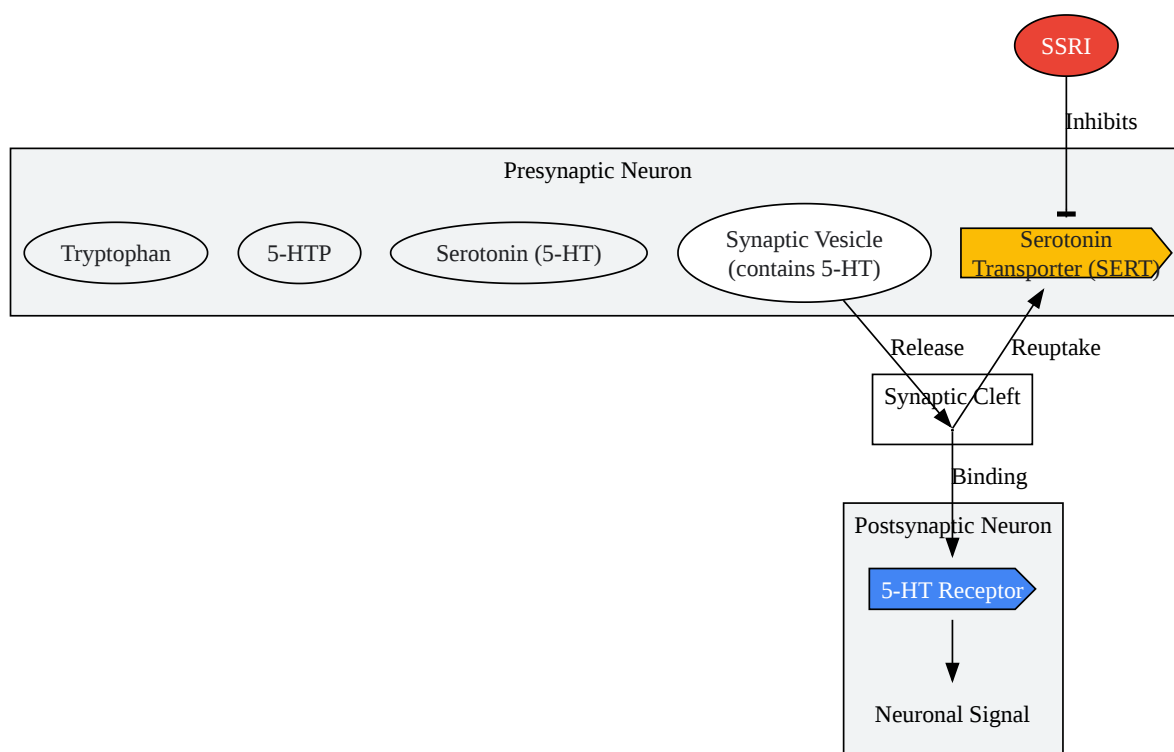 SSRI
Inhibits
Presynaptic Neuron
Tryptophan
5-HTP
Serotonin (5-HT)
Synaptic Vesicle
(contains 5-HT)
Serotonin
Transporter (SERT)
Release
Reuptake
Synaptic Cleft
Binding
Postsynaptic Neuron
5-HT Receptor
Neuronal Signal